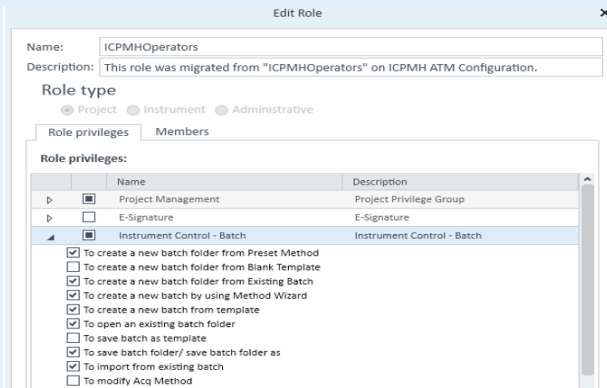 Edit Role
Name: ICPMHOperators
Description: This role was migrated from "ICPMHOperators" on ICPMH ATM Configuration.
Role type
Project Instrument Administrative
Role privileges Members
Role privileges:
Name Description
Project Management Project Privilege Group
E-Signature E-Signature
Instrument Control - Batch Instrument Control - Batch
To create a new batch folder from Preset Method
To create a new batch folder from Blank Template
To create a new batch folder from Existing Batch
To create a new batch by using Method Wizard
To create a new batch from template
To open an existing batch folder
To save batch as template
To save batch folder/ save batch folder as
To import from existing batch
To modify Acq Method